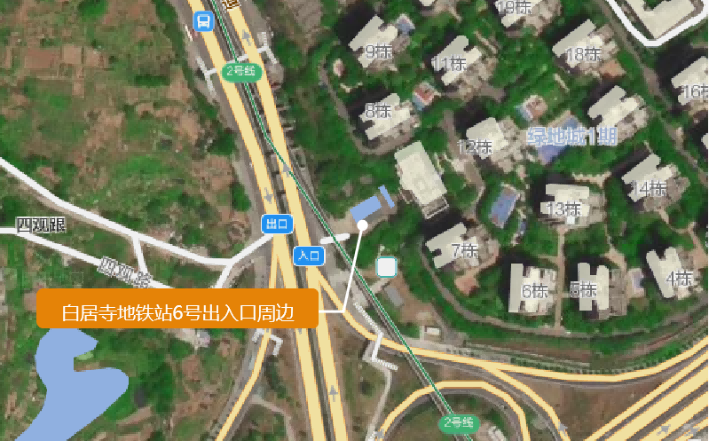 19栋
道
9栋
18栋
11栋
2号线
16栋
8栋
绿地城1期
12栋
14栋
13栋
四观跟
出口
7栋
入口
四观路
4栋
6栋
5栋
白居寺地铁站6号出入口周边
2号线